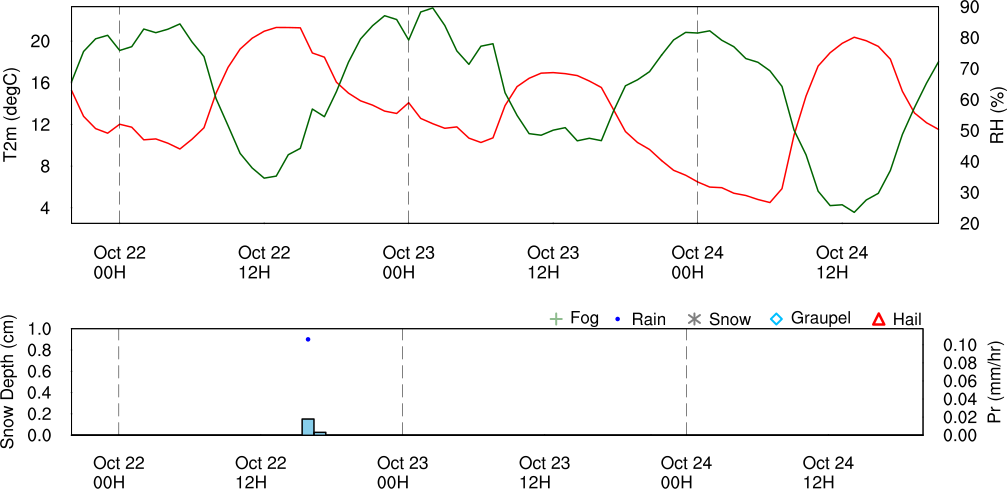 T2m (degC)
20
16
12
8
4
90
80
70
60
50
40
30
20
RH (%)
Oct 22 Oct 22 Oct 23 Oct 23 Oct 24 Oct 24
00H 12H 00H 12H 00H 12H
Fog Rain Snow Graupel Hail
Snow Depth (cm)
1.0
0.8
0.6
0.4
0.2
0.0
0.10
0.08
0.06
0.04
0.02
0.00
Pr (mm/hr)
Oct 22 Oct 22 Oct 23 Oct 23 Oct 24 Oct 24
00H 12H 00H 12H 00H 12H